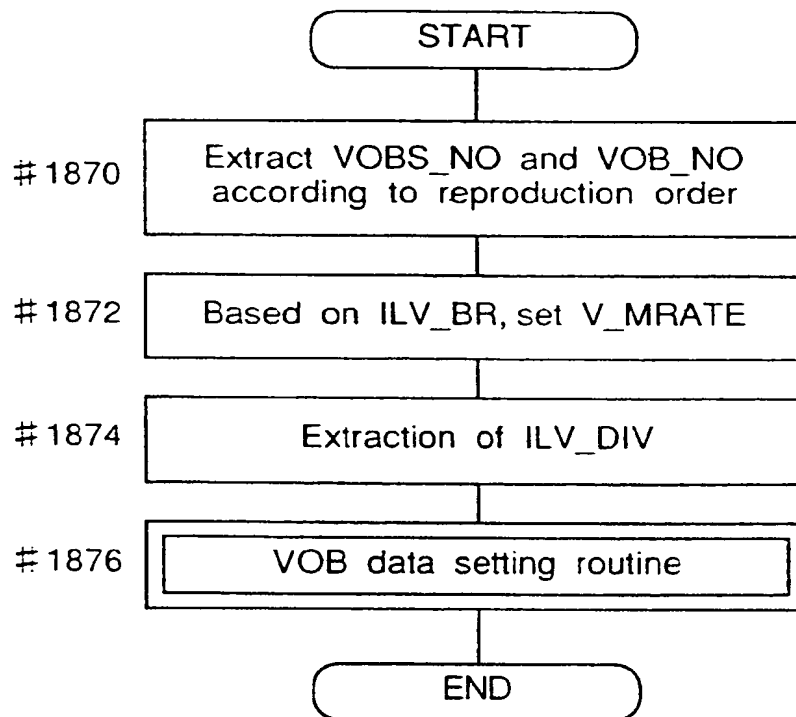 START
#1870
Extract VOBS_NO and VOB_NO
according to reproduction order
#1872
Based on ILV_BR, set V_MRATE
#1874
Extraction of ILV_DIV
#1876
VOB data setting routine
END